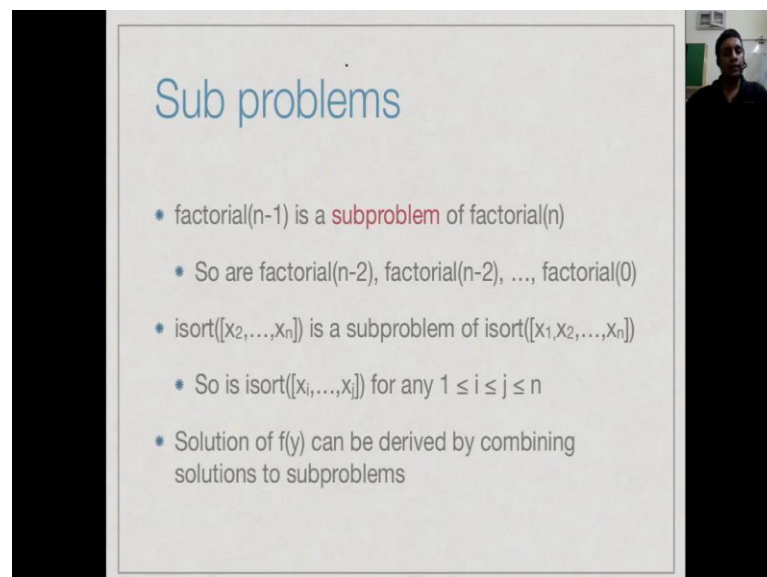 Sub problems
factorial(n-1) is a subproblem of factorial(n)
So are factorial(n-2), factorial(n-2), …, factorial(0)
isort([x₂,…,xₙ]) is a subproblem of isort([x₁,x₂,…,xₙ])
So is isort([xᵢ,…,xⱼ]) for any 1 ≤ i ≤ j ≤ n
Solution of f(y) can be derived by combining
solutions to subproblems